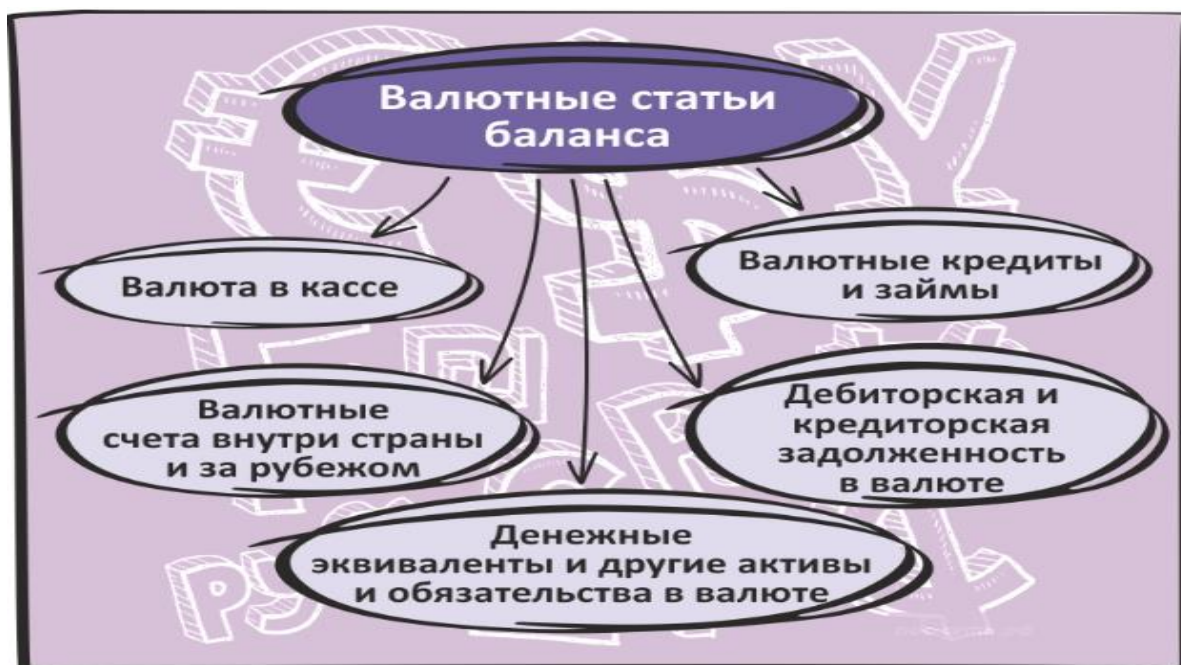 Валютные статьи
баланса
Валюта в кассе
Валютные кредиты
и займы
Валютные
счета внутри страны
и за рубежом
Дебиторская и
кредиторская
задолженность
в валюте
Денежные
эквиваленты и другие активы
и обязательства в валюте